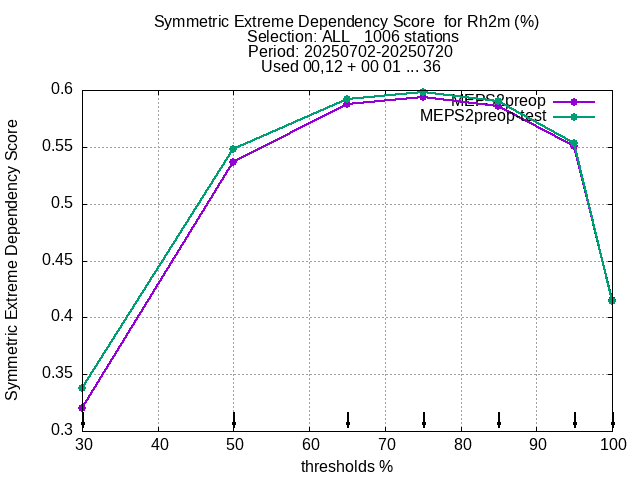 Symmetric Extreme Dependency Score  for Rh2m (%)
Selection: ALL   1006 stations
Period: 20250702-20250720
Used 00,12 + 00 01 ... 36
MEPS2preop
MEPS2preop-test
Symmetric Extreme Dependency Score
0.6
0.55
0.5
0.45
0.4
0.35
0.3
30 40 50 60 70 80 90 100
thresholds %